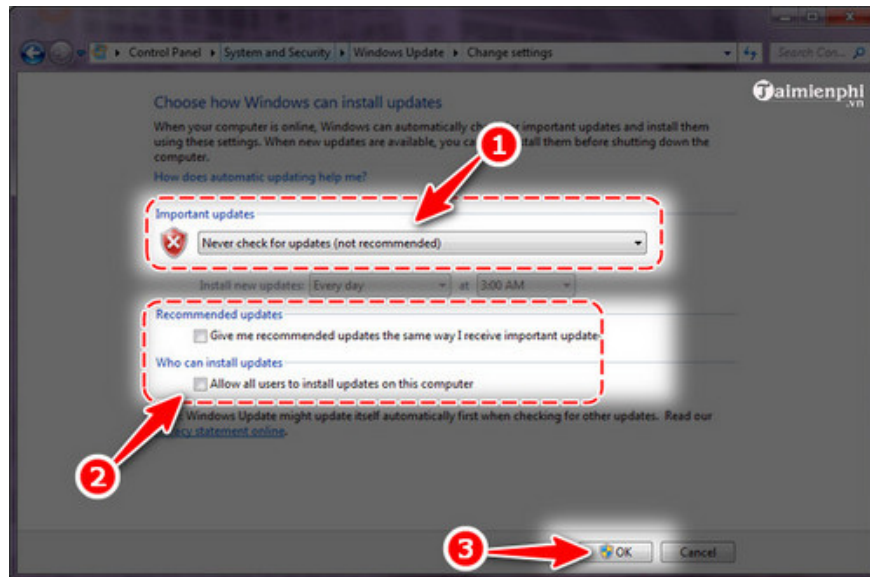 Control Panel ▸ System and Security ▸ Windows Update ▸ Change settings
Search Con...
Taimienphi
.vn
Choose how Windows can install updates
When your computer is online, Windows can automatically important updates and install them
using these settings. When new updates are available, you install them before shutting down the
computer.
How does automatic updating help me?
1
Important updates
Never check for updates (not recommended)
Install new updates: Every day at 3:00 AM
Recommended updates
Give me recommended updates the same way I receive important update
Who can install updates
Allow all users to install updates on this computer
Windows Update might update itself automatically first when checking for other updates. Read our
statement online.
2
3
OK Cancel